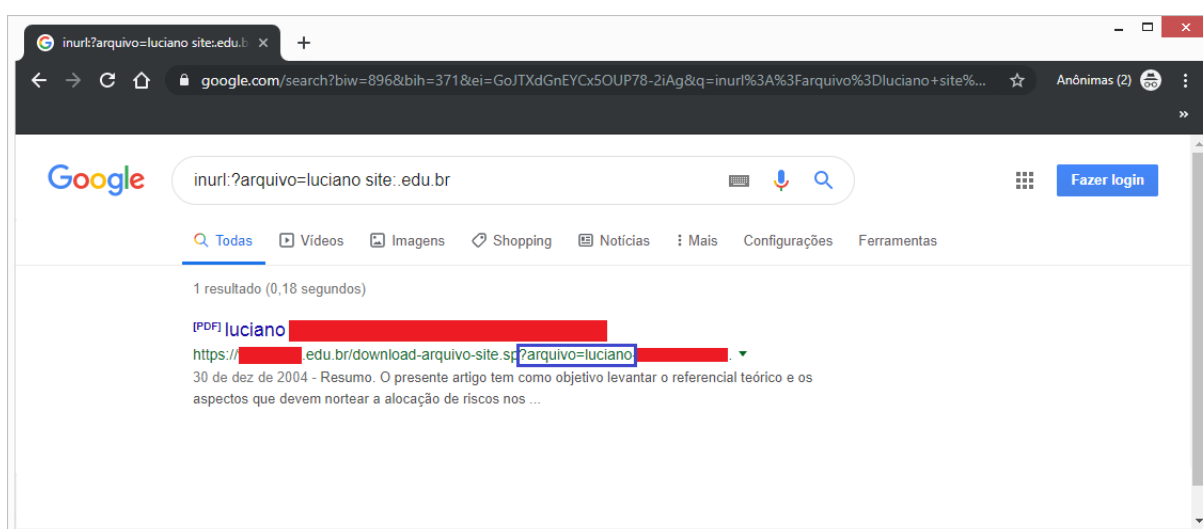 inurl:?arquivo=luciano site:.edu.b
google.com/search?biw=896&bih=371&ei=GoJTXdGnEYCx5OUP78-2iAg&q=inurl%3A%3Farquivo%3Dluciano+site%...
Anônimas (2)
Google
inurl:?arquivo=luciano site:.edu.br
Fazer login
Todas Vídeos Imagens Shopping Notícias Mais Configurações Ferramentas
1 resultado (0,18 segundos)
[PDF] luciano
https:// .edu.br/download-arquivo-site.sp?arquivo=luciano- .
30 de dez de 2004 - Resumo. O presente artigo tem como objetivo levantar o referencial teórico e os
aspectos que devem nortear a alocação de riscos nos ...